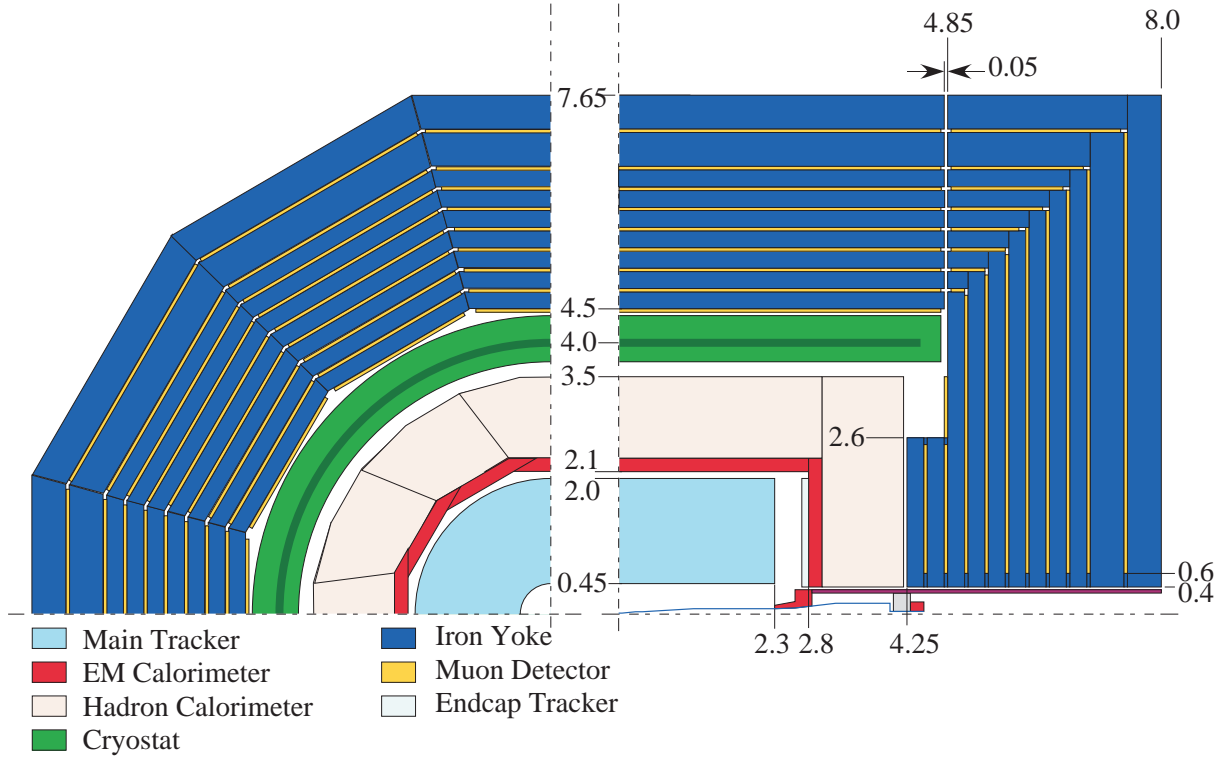 4.85
8.0
0.05
7.65
4.5
4.0
3.5
2.6
2.1
2.0
0.45
0.6
0.4
2.3
2.8
4.25
Main Tracker
EM Calorimeter
Hadron Calorimeter
Cryostat
Iron Yoke
Muon Detector
Endcap Tracker